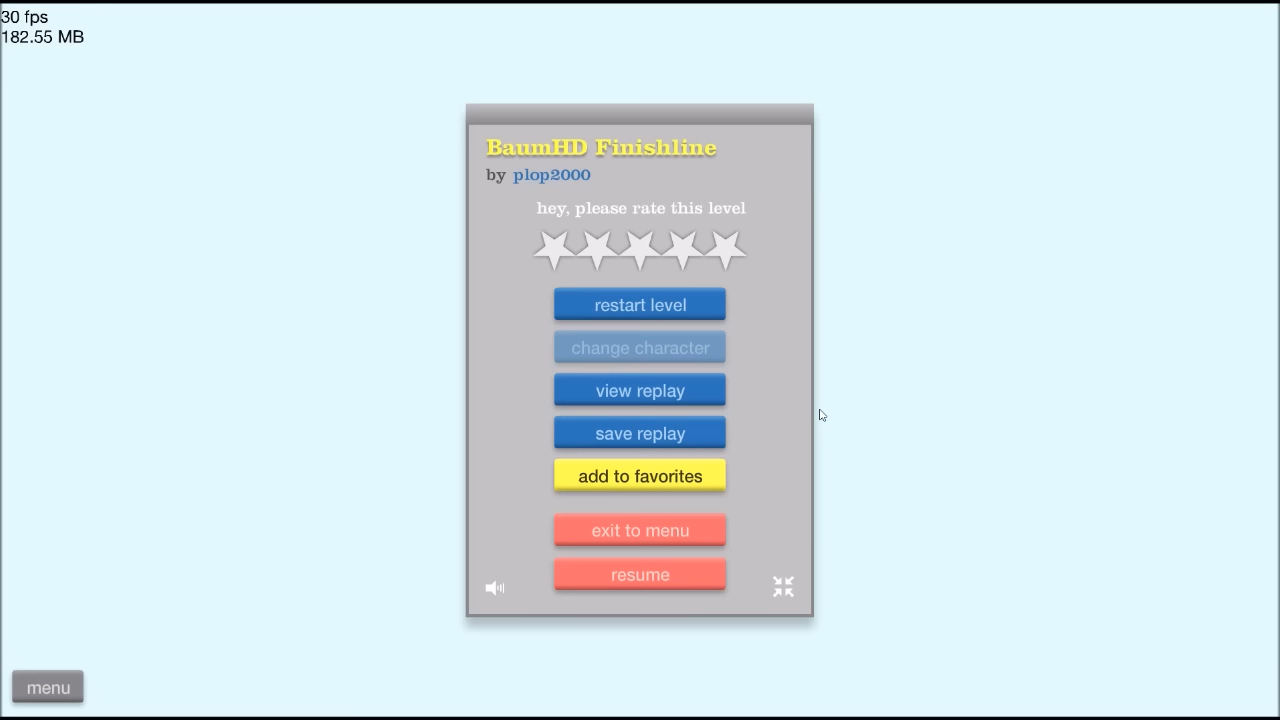 30 fps
182.55 MB
BaumHD Finishline
by plop2000
hey, please rate this level
restart level
change character
view replay
save replay
add to favorites
exit to menu
resume
menu